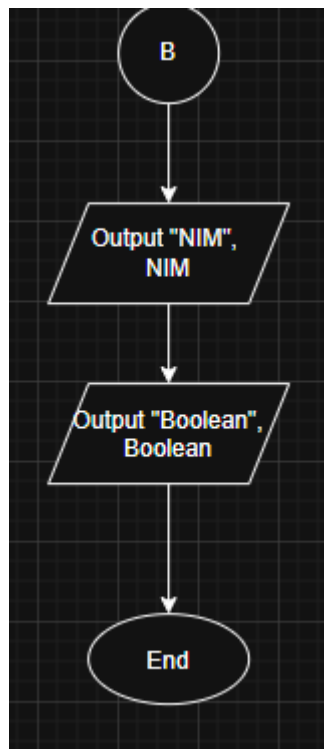 B
Output "NIM",
NIM
Output "Boolean",
Boolean
End